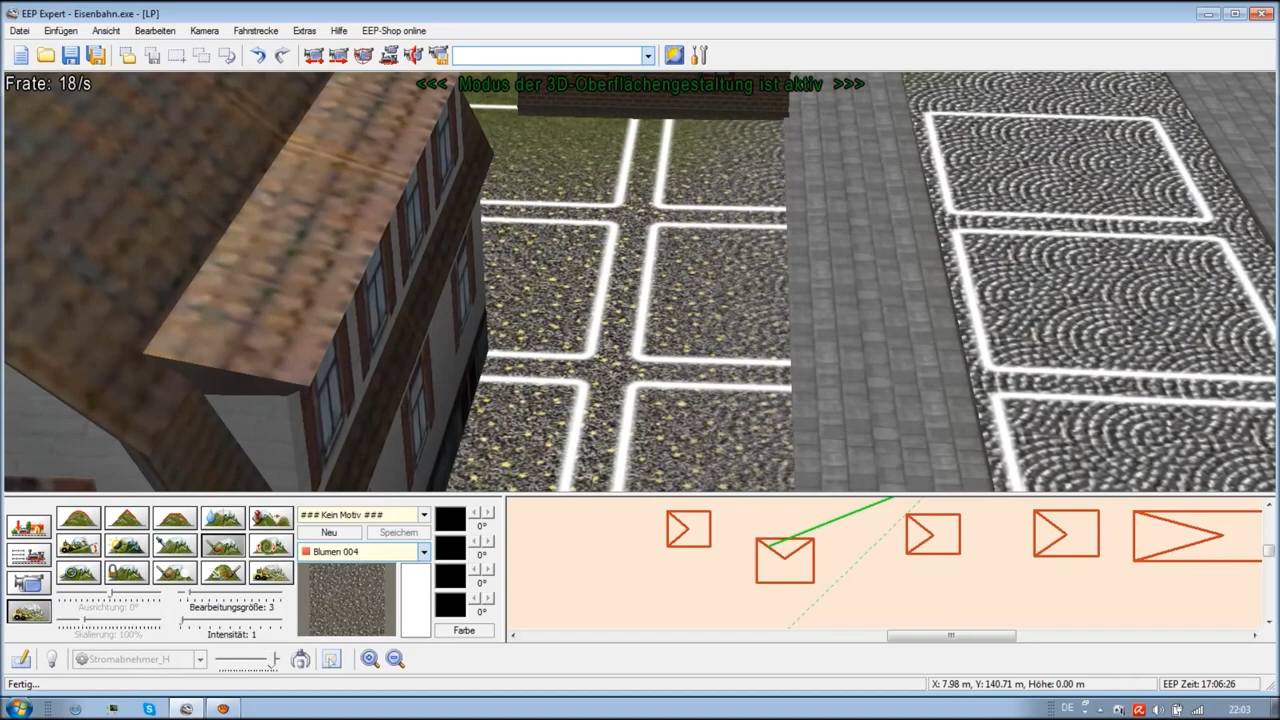 EEP Expert - Eisenbahn.exe - [LP]
Datei Einfügen Ansicht Bearbeiten Kamera Fahrstrecke Extras Hilfe EEP-Shop online
Frate: 18/s
<<< Modus der 3D-Oberflächengestaltung ist aktiv >>>
### Kein Motiv ###
Neu Speichern
0°
Blumen 004
0°
0°
0°
Ausrichtung: 0° Bearbeitungsgröße: 3
Skalierung: 100% Intensität: 1
Farbe
Stromabnehmer_H
Fertig...
X: 7.98 m, Y: 140.71 m, Höhe: 0.00 m
EEP Zeit: 17:06:26
DE
22:03